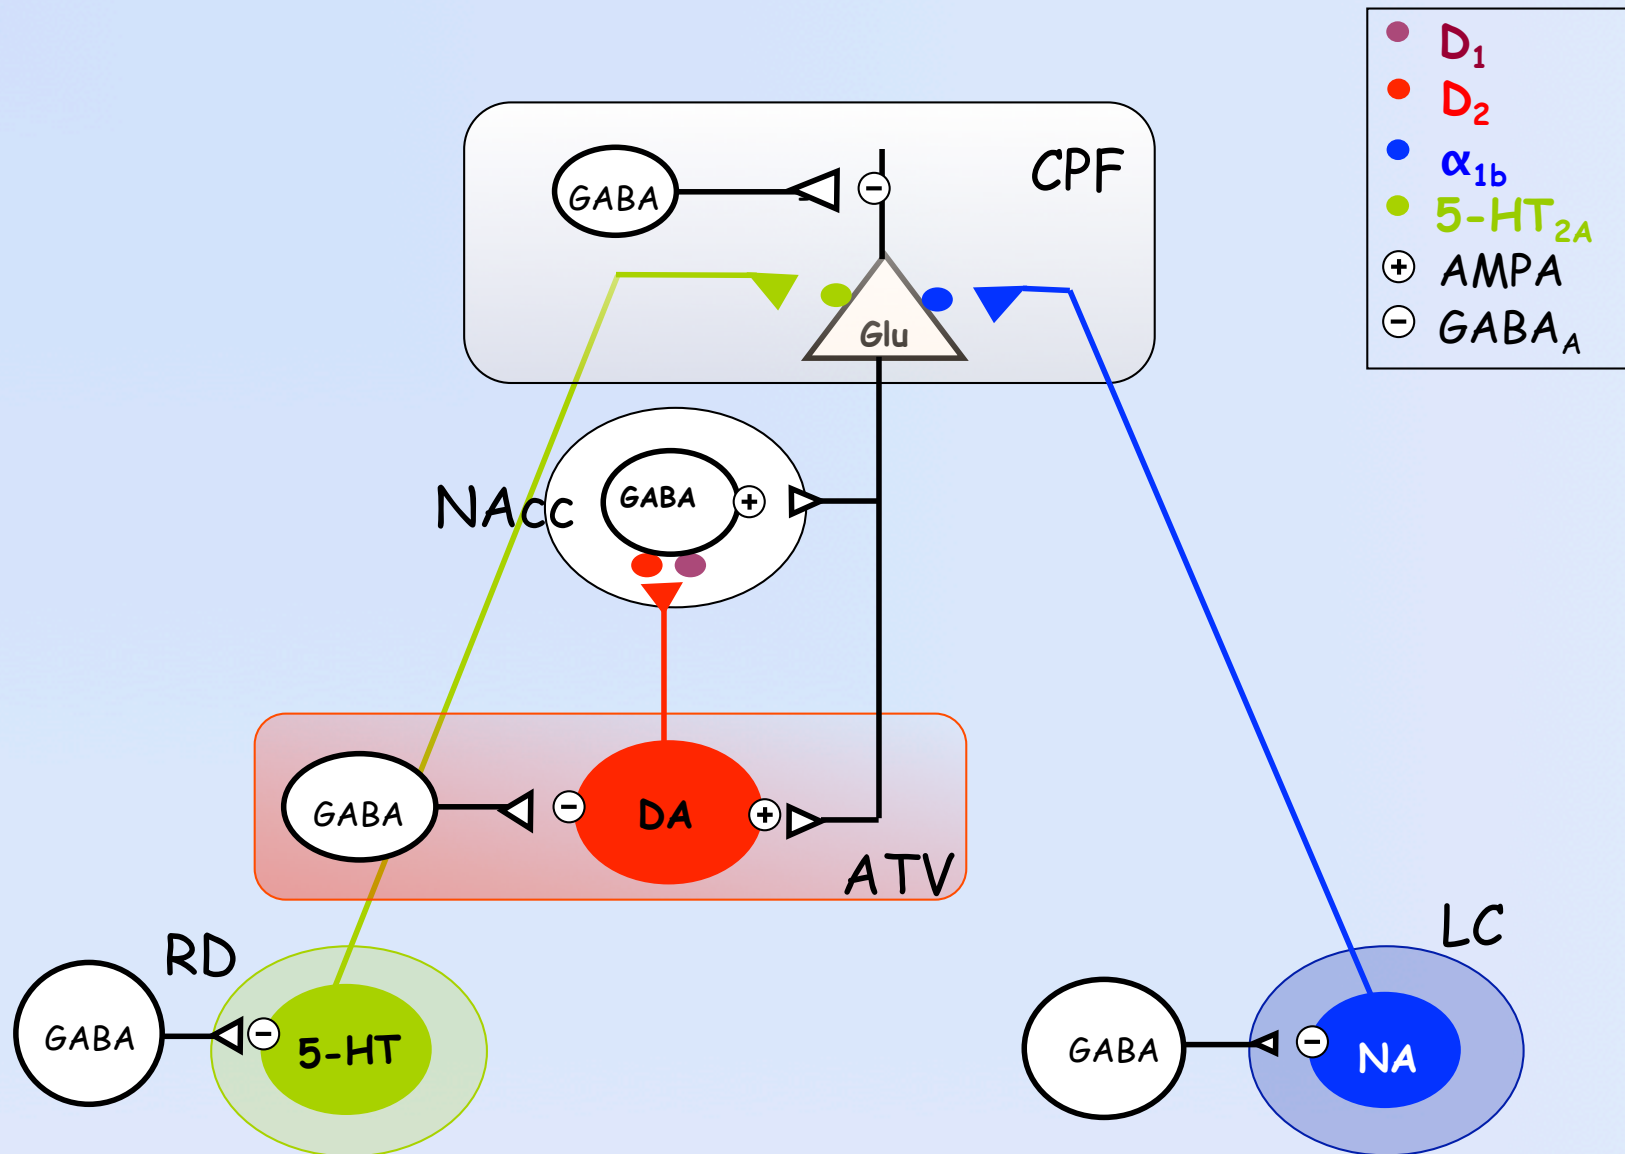 D₁
D₂
α₁b
5-HT₂A
+ AMPA
− GABA_A
CPF
GABA
−
Glu
NAcc
GABA
+
GABA
−
DA
+
ATV
RD
LC
GABA
−
5-HT
GABA
−
NA